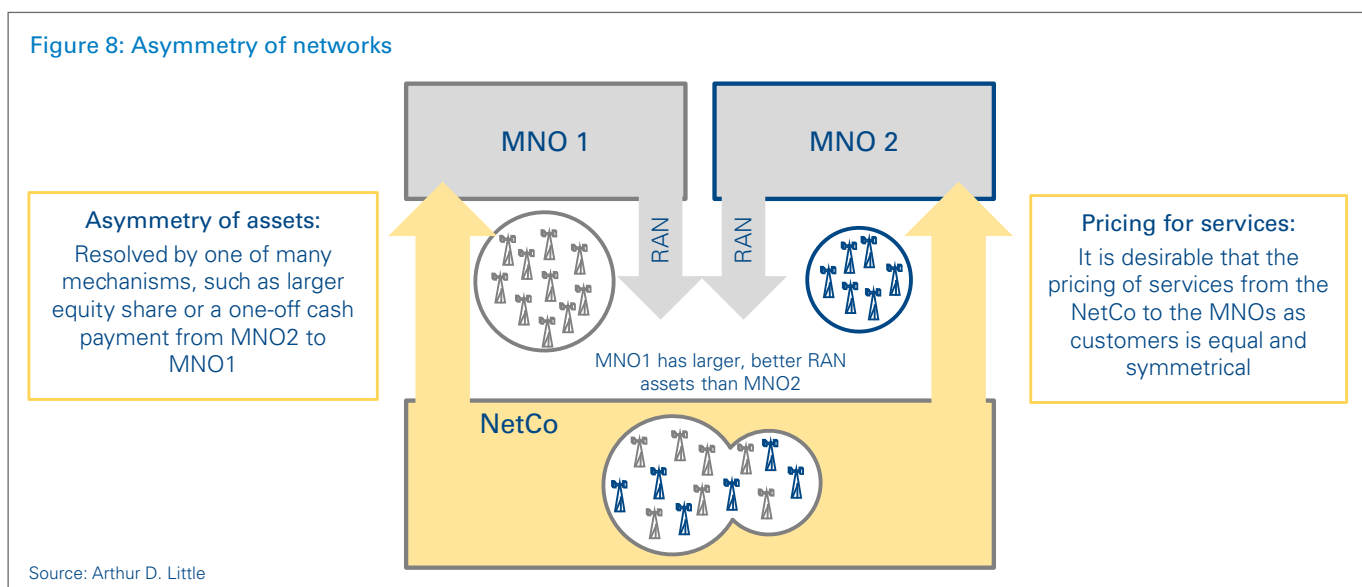 Figure 8: Asymmetry of networks
MNO 1
MNO 2
RAN
RAN
Asymmetry of assets:
Resolved by one of many
mechanisms, such as larger
equity share or a one-off cash
payment from MNO2 to
MNO1
Pricing for services:
It is desirable that the
pricing of services from the
NetCo to the MNOs as
customers is equal and
symmetrical
MNO1 has larger, better RAN
assets than MNO2
NetCo
Source: Arthur D. Little